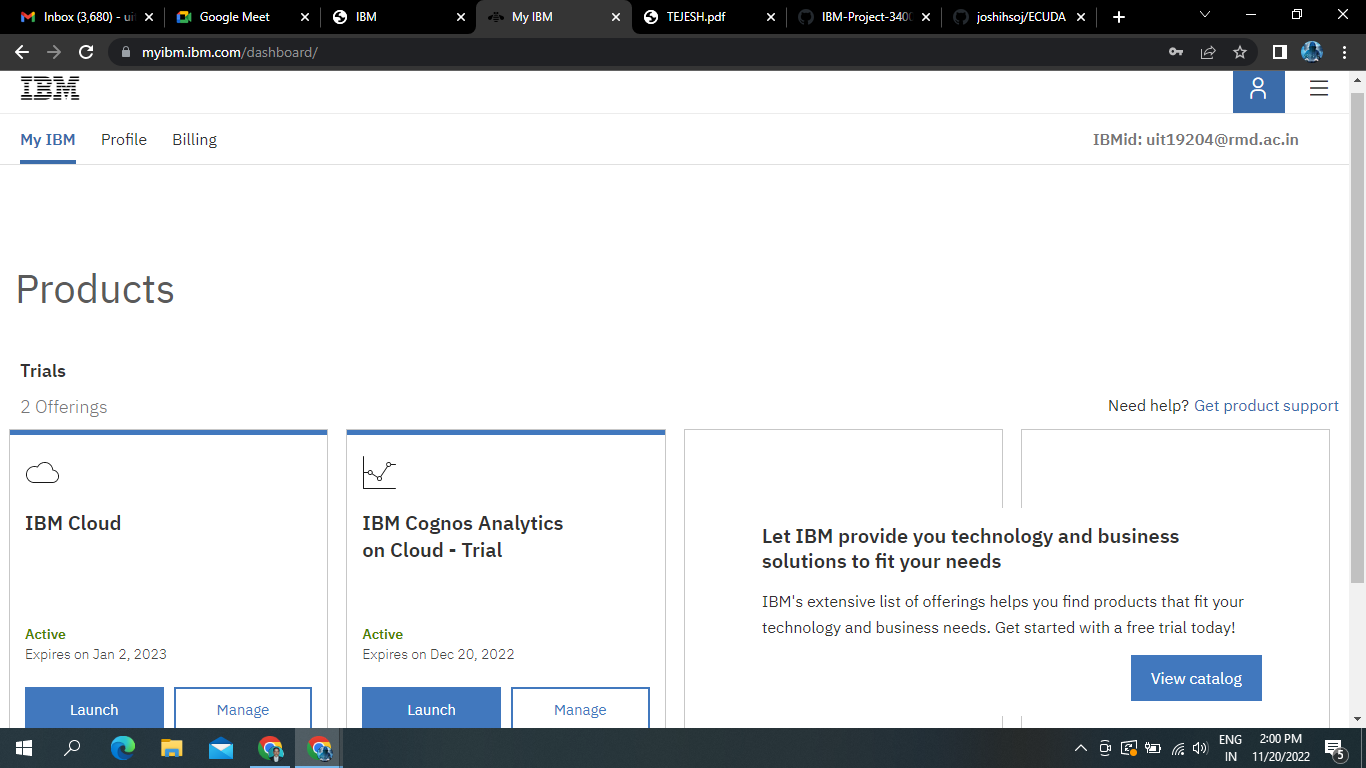 Inbox (3,680) - ui
Google Meet
IBM
My IBM
TEJESH.pdf
IBM-Project-340
joshihsoj/ECUDA
myibm.ibm.com/dashboard/
IBM
My IBM Profile Billing
IBMid: uit19204@rmd.ac.in
Products
Trials
2 Offerings
Need help? Get product support
IBM Cloud
Active
Expires on Jan 2, 2023
Launch Manage
IBM Cognos Analytics
on Cloud - Trial
Active
Expires on Dec 20, 2022
Launch Manage
Let IBM provide you technology and business
solutions to fit your needs
IBM's extensive list of offerings helps you find products that fit your
technology and business needs. Get started with a free trial today!
View catalog
ENG
IN
2:00 PM
11/20/2022
5